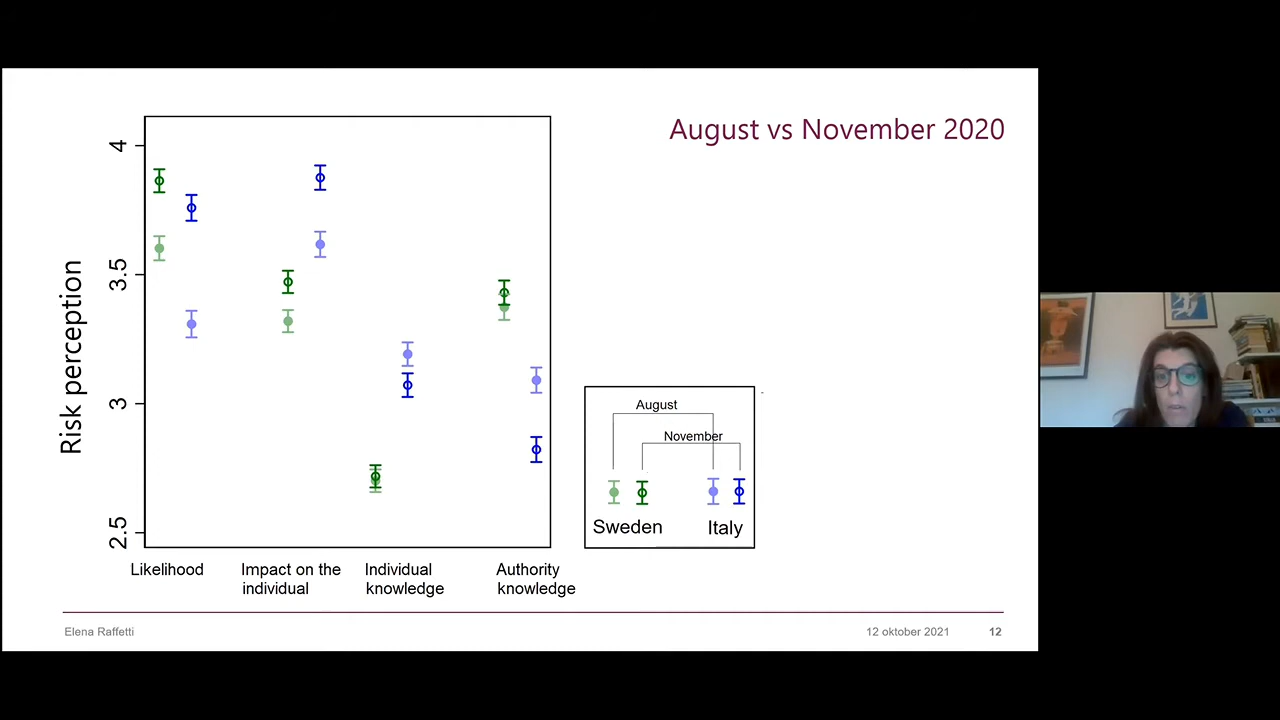 August vs November 2020
Risk perception
4
3.5
3
2.5
Likelihood
Impact on the
individual
Individual
knowledge
Authority
knowledge
August
November
Sweden
Italy
Elena Raffetti
12 oktober 2021
12